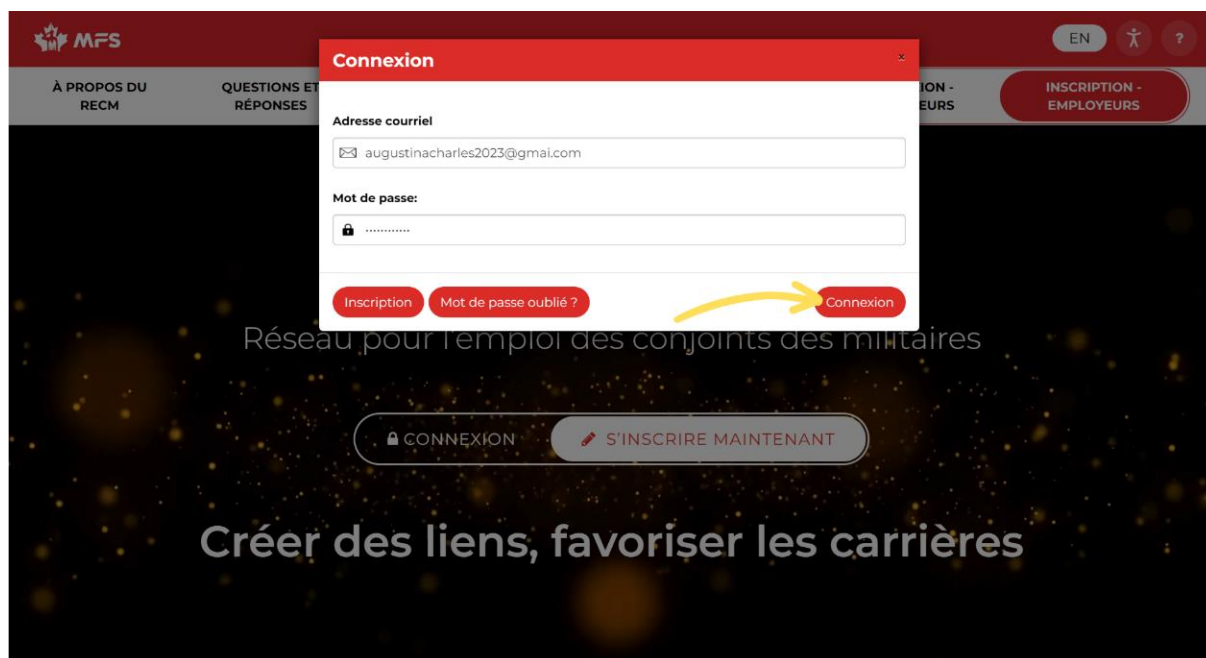 MFS
EN
?
À PROPOS DU
RECM
QUESTIONS ET
RÉPONSES
ION -
EURS
INSCRIPTION -
EMPLOYEURS
Connexion
x
Adresse courriel
augustinacharles2023@gmai.com
Mot de passe:
............
Inscription
Mot de passe oublié ?
Connexion
Réseau pour l'emploi des conjoints des militaires
CONNEXION
S'INSCRIRE MAINTENANT
Créer des liens, favoriser les carrières